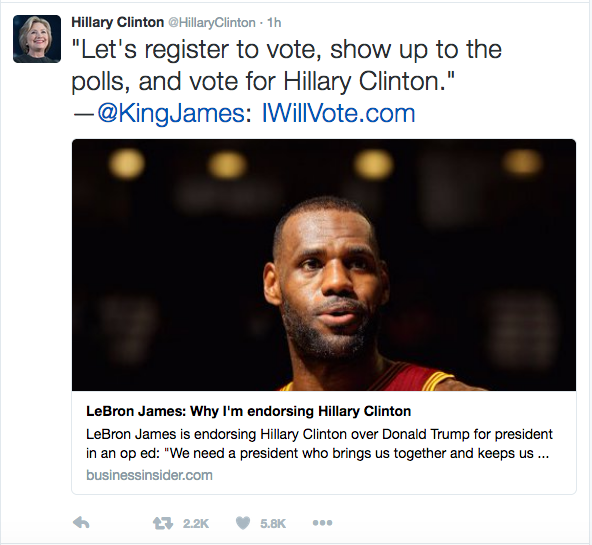 Hillary Clinton @HillaryClinton · 1h
"Let's register to vote, show up to the
polls, and vote for Hillary Clinton."
—@KingJames: IWillVote.com
LeBron James: Why I'm endorsing Hillary Clinton
LeBron James is endorsing Hillary Clinton over Donald Trump for president
in an op ed: "We need a president who brings us together and keeps us ...
businessinsider.com
2.2K 5.8K